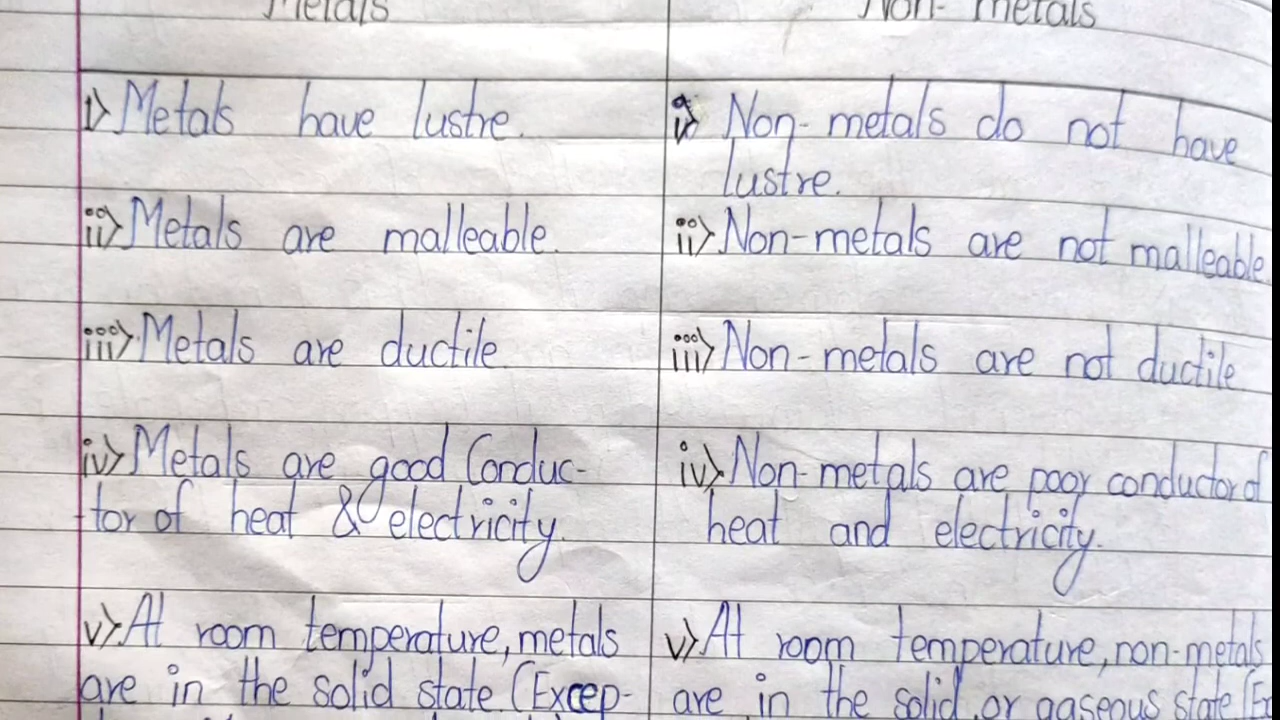 Metals
Non-metals
i> Metals have lustre.
i> Non-metals do not have
lustre.
ii> Metals are malleable.
ii> Non-metals are not malleable.
iii> Metals are ductile.
iii> Non-metals are not ductile
iv> Metals are good Conduc-
tor of heat & electricity.
iv> Non-metals are poor conductor of
heat and electricity.
v> At room temperature, metals
are in the solid state (Excep-
v> At room temperature, non-metals
are in the solid or gaseous state (Ex